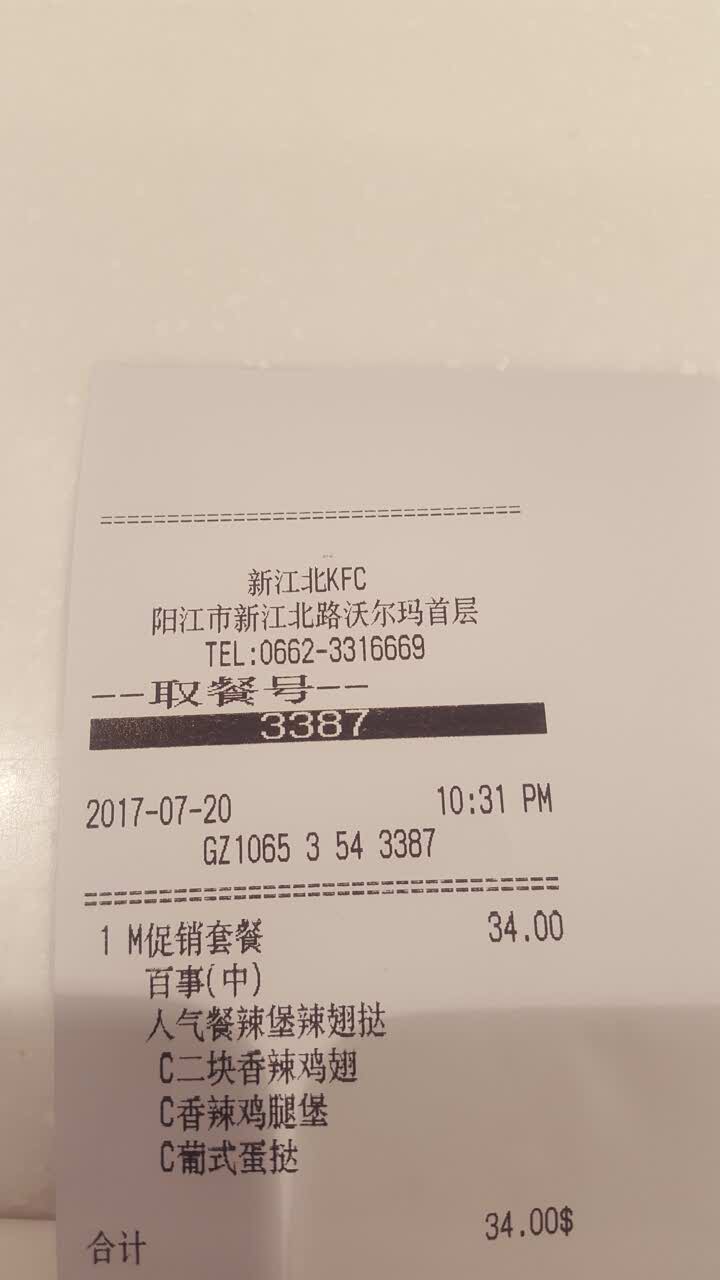 ==============================
新江北KFC
阳江市新江北路沃尔玛首层
TEL:0662-3316669
--取餐号--
3387
2017-07-20 10:31 PM
GZ1065 3 54 3387
==============================
1 M促销套餐 34.00
百事(中)
人气餐辣堡辣翅挞
C二块香辣鸡翅
C香辣鸡腿堡
C葡式蛋挞
合计 34.00$